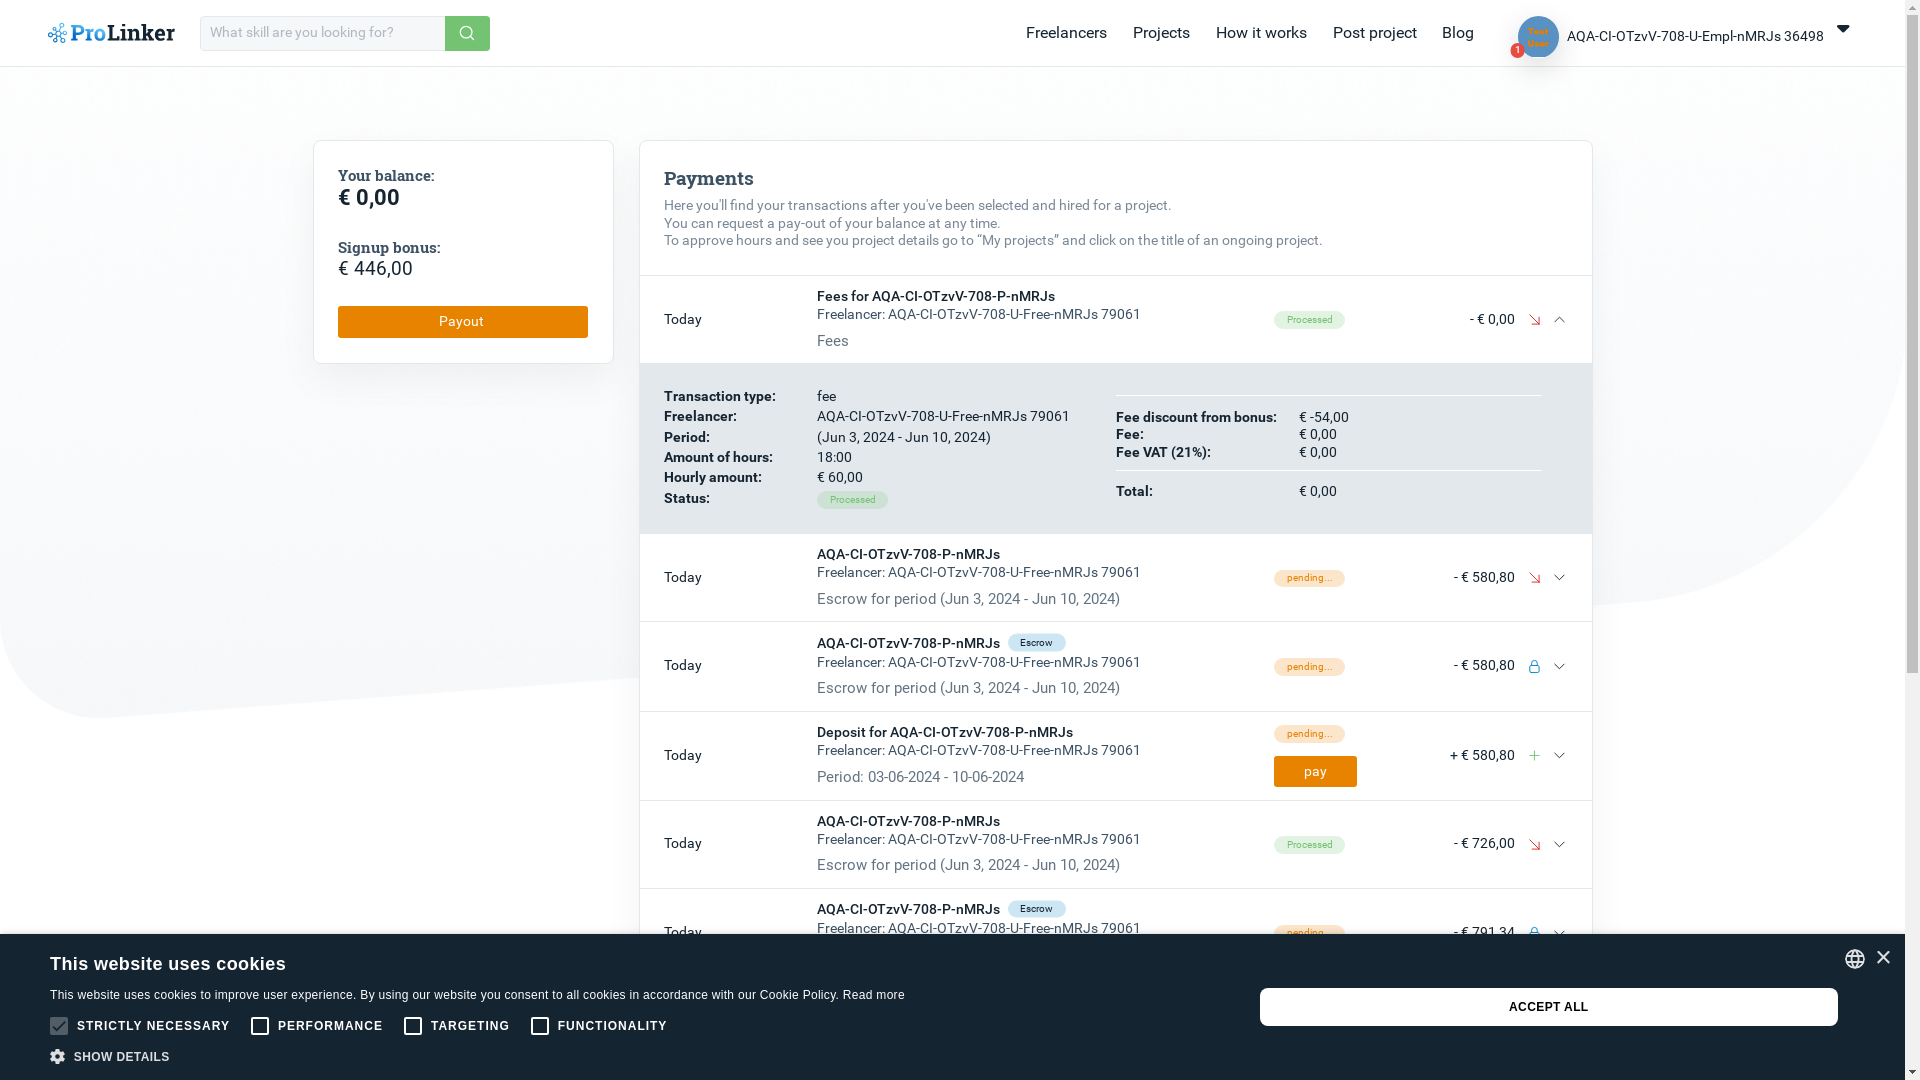 ProLinker
What skill are you looking for?
Freelancers
Projects
How it works
Post project
Blog
Test
User
1
AQA-CI-OTzvV-708-U-Empl-nMRJs 36498
Your balance:
€ 0,00
Signup bonus:
€ 446,00
Payout
Payments
Here you'll find your transactions after you've been selected and hired for a project.
You can request a pay-out of your balance at any time.
To approve hours and see you project details go to “My projects” and click on the title of an ongoing project.
Today
Fees for AQA-CI-OTzvV-708-P-nMRJs
Freelancer: AQA-CI-OTzvV-708-U-Free-nMRJs 79061
Fees
Processed
- € 0,00
Transaction type: fee
Freelancer: AQA-CI-OTzvV-708-U-Free-nMRJs 79061
Period: (Jun 3, 2024 - Jun 10, 2024)
Amount of hours: 18:00
Hourly amount: € 60,00
Status: Processed
Fee discount from bonus: € -54,00
Fee: € 0,00
Fee VAT (21%): € 0,00
Total: € 0,00
Today
AQA-CI-OTzvV-708-P-nMRJs
Freelancer: AQA-CI-OTzvV-708-U-Free-nMRJs 79061
Escrow for period (Jun 3, 2024 - Jun 10, 2024)
pending...
- € 580,80
Today
AQA-CI-OTzvV-708-P-nMRJs Escrow
Freelancer: AQA-CI-OTzvV-708-U-Free-nMRJs 79061
Escrow for period (Jun 3, 2024 - Jun 10, 2024)
pending...
- € 580,80
Today
Deposit for AQA-CI-OTzvV-708-P-nMRJs
Freelancer: AQA-CI-OTzvV-708-U-Free-nMRJs 79061
Period: 03-06-2024 - 10-06-2024
pending...
pay
+ € 580,80
Today
AQA-CI-OTzvV-708-P-nMRJs
Freelancer: AQA-CI-OTzvV-708-U-Free-nMRJs 79061
Escrow for period (Jun 3, 2024 - Jun 10, 2024)
Processed
- € 726,00
Today
AQA-CI-OTzvV-708-P-nMRJs Escrow
Freelancer: AQA-CI-OTzvV-708-U-Free-nMRJs 79061
pending...
- € 791,34
This website uses cookies
This website uses cookies to improve user experience. By using our website you consent to all cookies in accordance with our Cookie Policy. Read more
STRICTLY NECESSARY
PERFORMANCE
TARGETING
FUNCTIONALITY
SHOW DETAILS
ACCEPT ALL